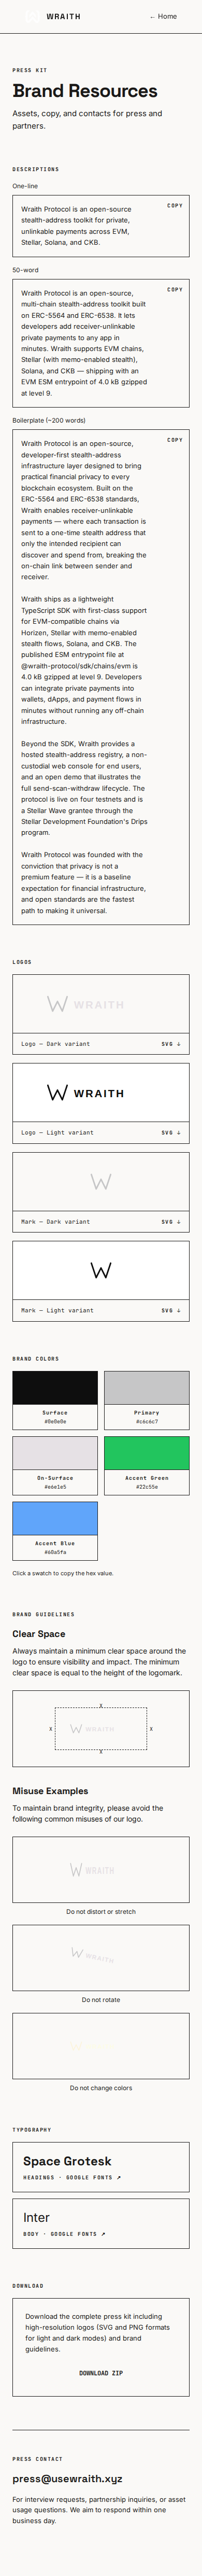 WRAITH
← Home
PRESS KIT
Brand Resources
Assets, copy, and contacts for press and
partners.
DESCRIPTIONS
One-line
COPY
Wraith Protocol is an open-source
stealth-address toolkit for private,
unlinkable payments across EVM,
Stellar, Solana, and CKB.
50-word
COPY
Wraith Protocol is an open-source,
multi-chain stealth-address toolkit built
on ERC-5564 and ERC-6538. It lets
developers add receiver-unlinkable
private payments to any app in
minutes. Wraith supports EVM chains,
Stellar (with memo-enabled stealth),
Solana, and CKB — shipping with an
EVM ESM entrypoint of 4.0 kB gzipped
at level 9.
Boilerplate (~200 words)
COPY
Wraith Protocol is an open-source,
developer-first stealth-address
infrastructure layer designed to bring
practical receiver privacy to every
blockchain ecosystem. Built on the
ERC-5564 and ERC-6538 standards,
Wraith enables receiver-unlinkable
payments — where each transaction is
sent to a one-time stealth address that
only the intended recipient can
discover and spend from, breaking the
on-chain link between sender and
receiver.
Wraith ships as a lightweight
TypeScript SDK with first-class support
for EVM-compatible chains via
Horizen, Stellar with memo-enabled
stealth flows, Solana, and CKB. The
published ESM entrypoint file at
@wraith-protocol/sdk/chains/evm is
4.0 kB gzipped at level 9. Developers
can integrate private payments into
wallets, dApps, and payment flows in
minutes without running any off-chain
infrastructure.
Beyond the SDK, Wraith provides a
hosted stealth-address registry, a non-
custodial web console for end users,
and an open demo that illustrates the
full send-scan-withdraw lifecycle. The
protocol is live on four testnets and is
a Stellar Wave grantee through the
Stellar Development Foundation's Drips
program.
Wraith Protocol was founded with the
conviction that privacy is not a
premium feature — it is a baseline
expectation for financial infrastructure,
and open standards are the fastest
path to making it universal.
LOGOS
WRAITH
Logo — Dark variant SVG ↓
WRAITH
Logo — Light variant SVG ↓
Mark — Dark variant SVG ↓
Mark — Light variant SVG ↓
BRAND COLORS
Surface
#0e0e0e
Primary
#c6c6c7
On-Surface
#e6e1e5
Accent Green
#22c55e
Accent Blue
#60a5fa
Click a swatch to copy the hex value.
BRAND GUIDELINES
Clear Space
Always maintain a minimum clear space around the
logo to ensure visibility and impact. The minimum
clear space is equal to the height of the logomark.
X
X WRAITH X
X
Misuse Examples
To maintain brand integrity, please avoid the
following common misuses of our logo.
WRAITH
Do not distort or stretch
WRAITH
Do not rotate
Do not change colors
TYPOGRAPHY
Space Grotesk
HEADINGS · GOOGLE FONTS ↗
Inter
BODY · GOOGLE FONTS ↗
DOWNLOAD
Download the complete press kit including
high-resolution logos (SVG and PNG formats
for light and dark modes) and brand
guidelines.
DOWNLOAD ZIP
PRESS CONTACT
press@usewraith.xyz
For interview requests, partnership inquiries, or asset
usage questions. We aim to respond within one
business day.